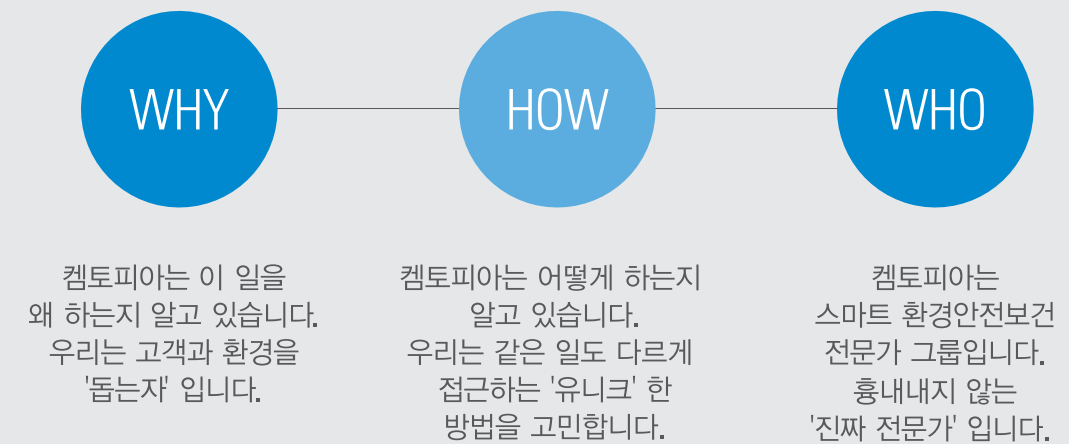 WHY
HOW
WHO
켐토피아는 이 일을
왜 하는지 알고 있습니다.
우리는 고객과 환경을
'돕는자' 입니다.
켐토피아는 어떻게 하는지
알고 있습니다.
우리는 같은 일도 다르게
접근하는 '유니크' 한
방법을 고민합니다.
켐토피아는
스마트 환경안전보건
전문가 그룹입니다.
흉내내지 않는
'진짜 전문가' 입니다.